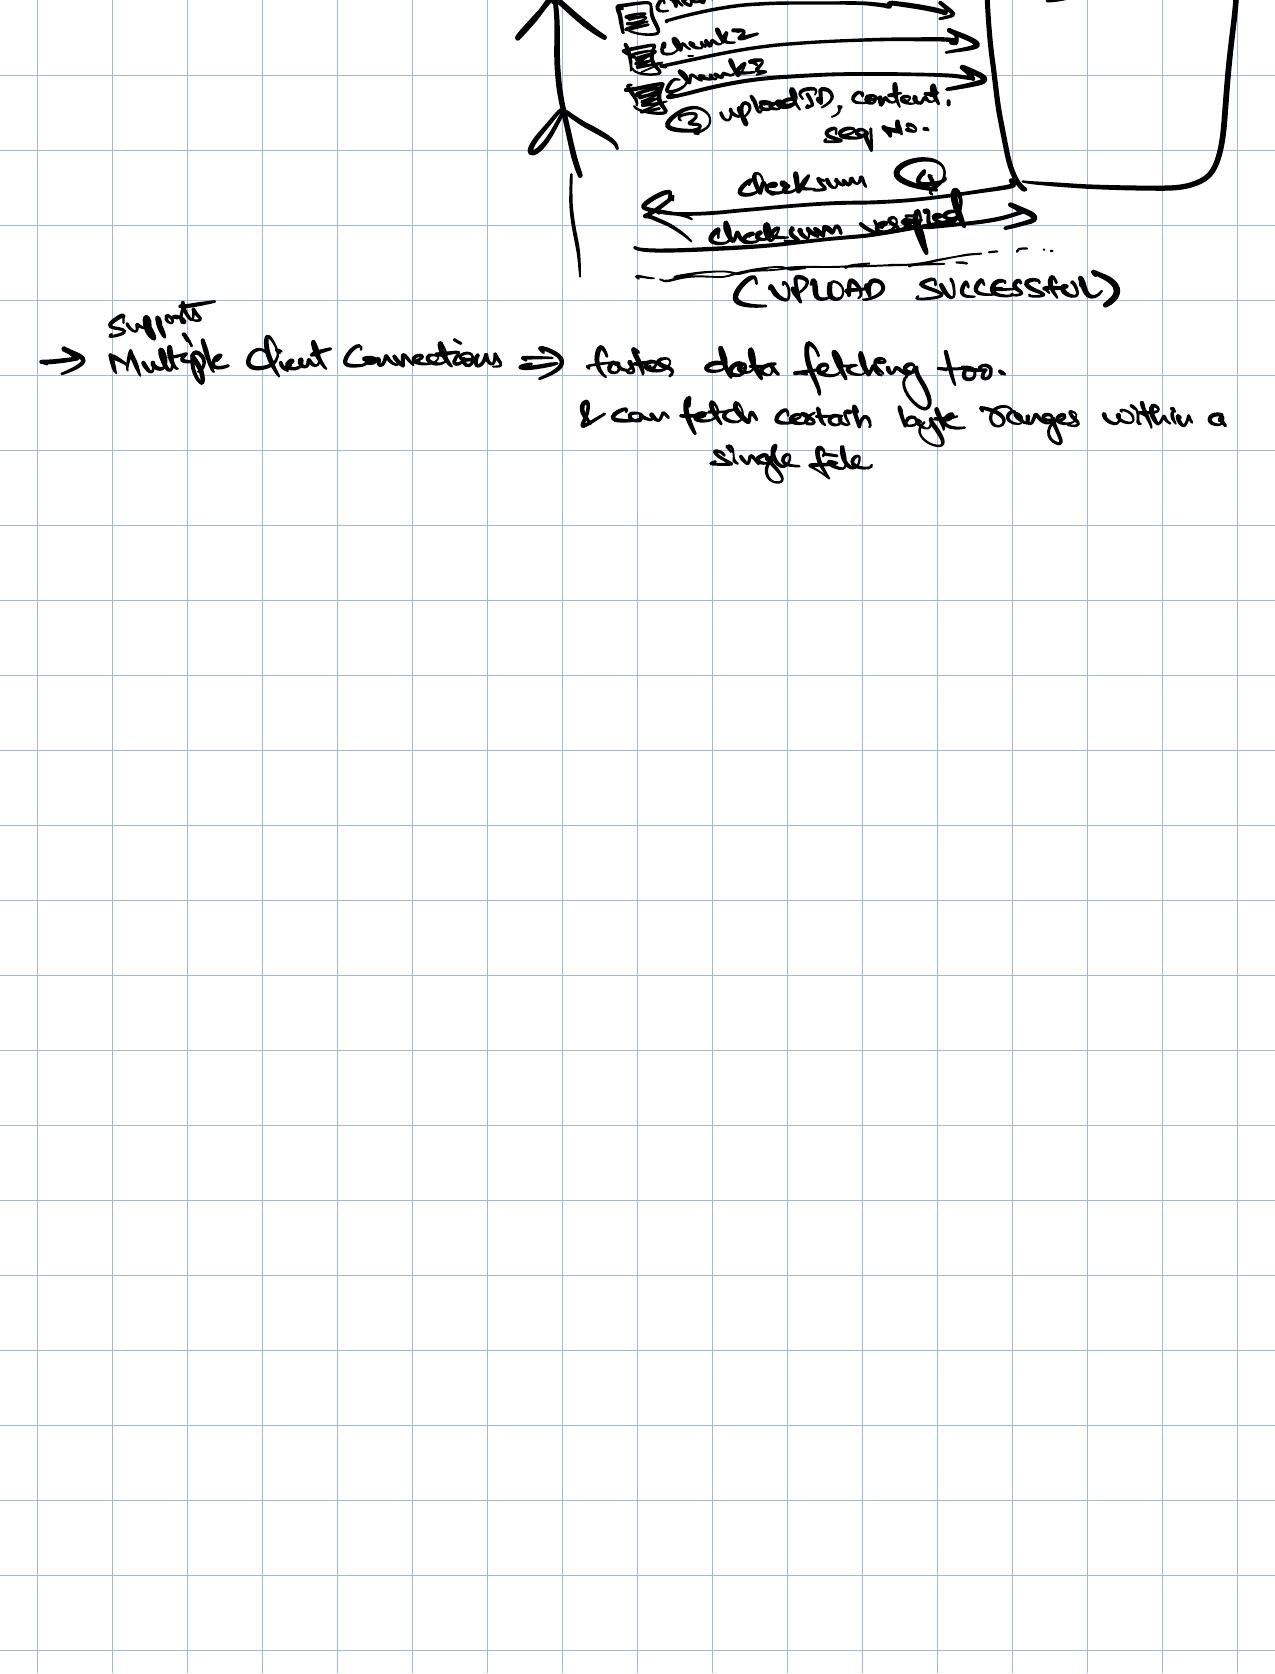 chunk2
chunk3
③ uploadID, content,
seq No.
checksum ④
checksum verified
(UPLOAD SUCCESSFUL)
Supports
→ Multiple Client Connections ⇒ faster data fetching too.
& can fetch certain byte ranges within a
single file